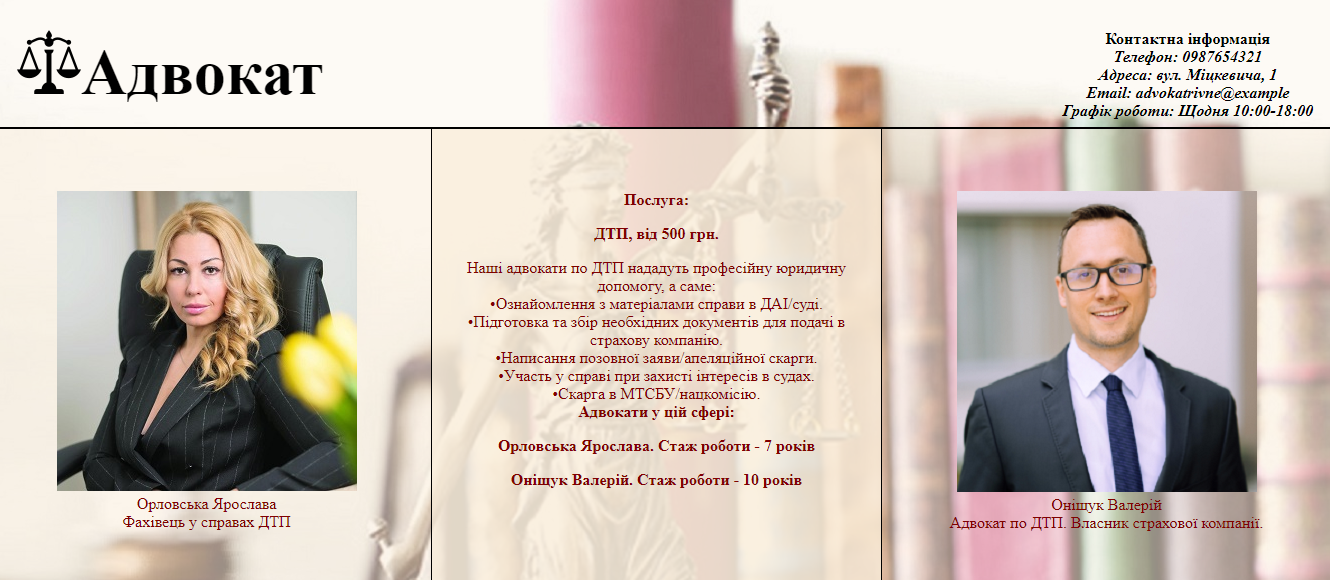 Адвокат
Контактна інформація
Телефон: 0987654321
Адреса: вул. Міцкевича, 1
Email: advokatrivne@example
Графік роботи: Щодня 10:00-18:00
Орловська Ярослава
Фахівець у справах ДТП
Послуга:
ДТП, від 500 грн.
Наші адвокати по ДТП нададуть професійну юридичну
допомогу, а саме:
•Ознайомлення з матеріалами справи в ДАІ/суді.
•Підготовка та збір необхідних документів для подачі в
страхову компанію.
•Написання позовної заяви/апеляційної скарги.
•Участь у справі при захисті інтересів в судах.
•Скарга в МТСБУ/нацкомісію.
Адвокати у цій сфері:
Орловська Ярослава. Стаж роботи - 7 років
Оніщук Валерій. Стаж роботи - 10 років
Оніщук Валерій
Адвокат по ДТП. Власник страхової компанії.